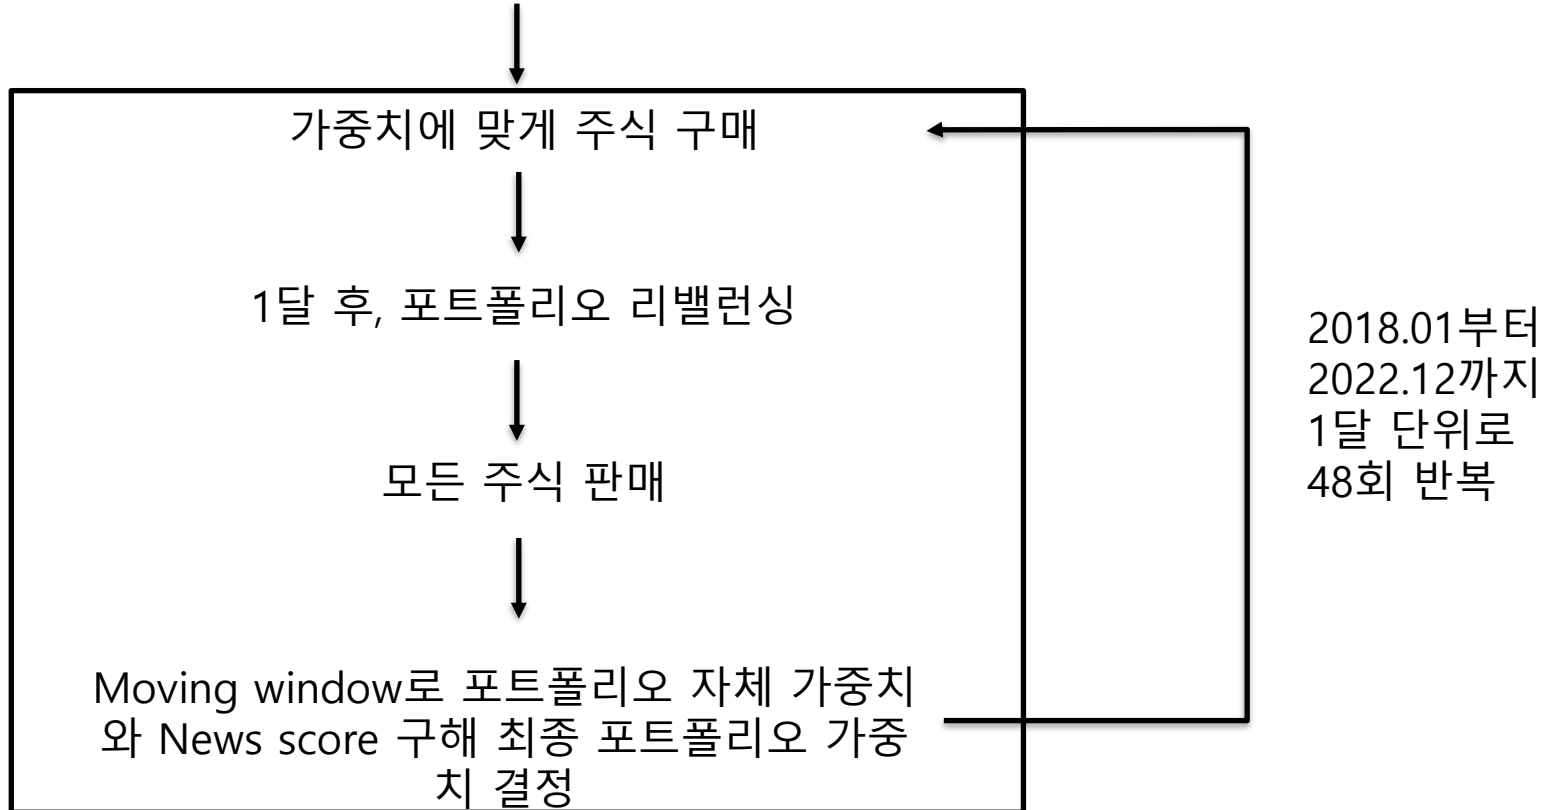 가중치에 맞게 주식 구매
1달 후, 포트폴리오 리밸런싱
모든 주식 판매
Moving window로 포트폴리오 자체 가중치
와 News score 구해 최종 포트폴리오 가중
치 결정
2018.01부터
2022.12까지
1달 단위로
48회 반복